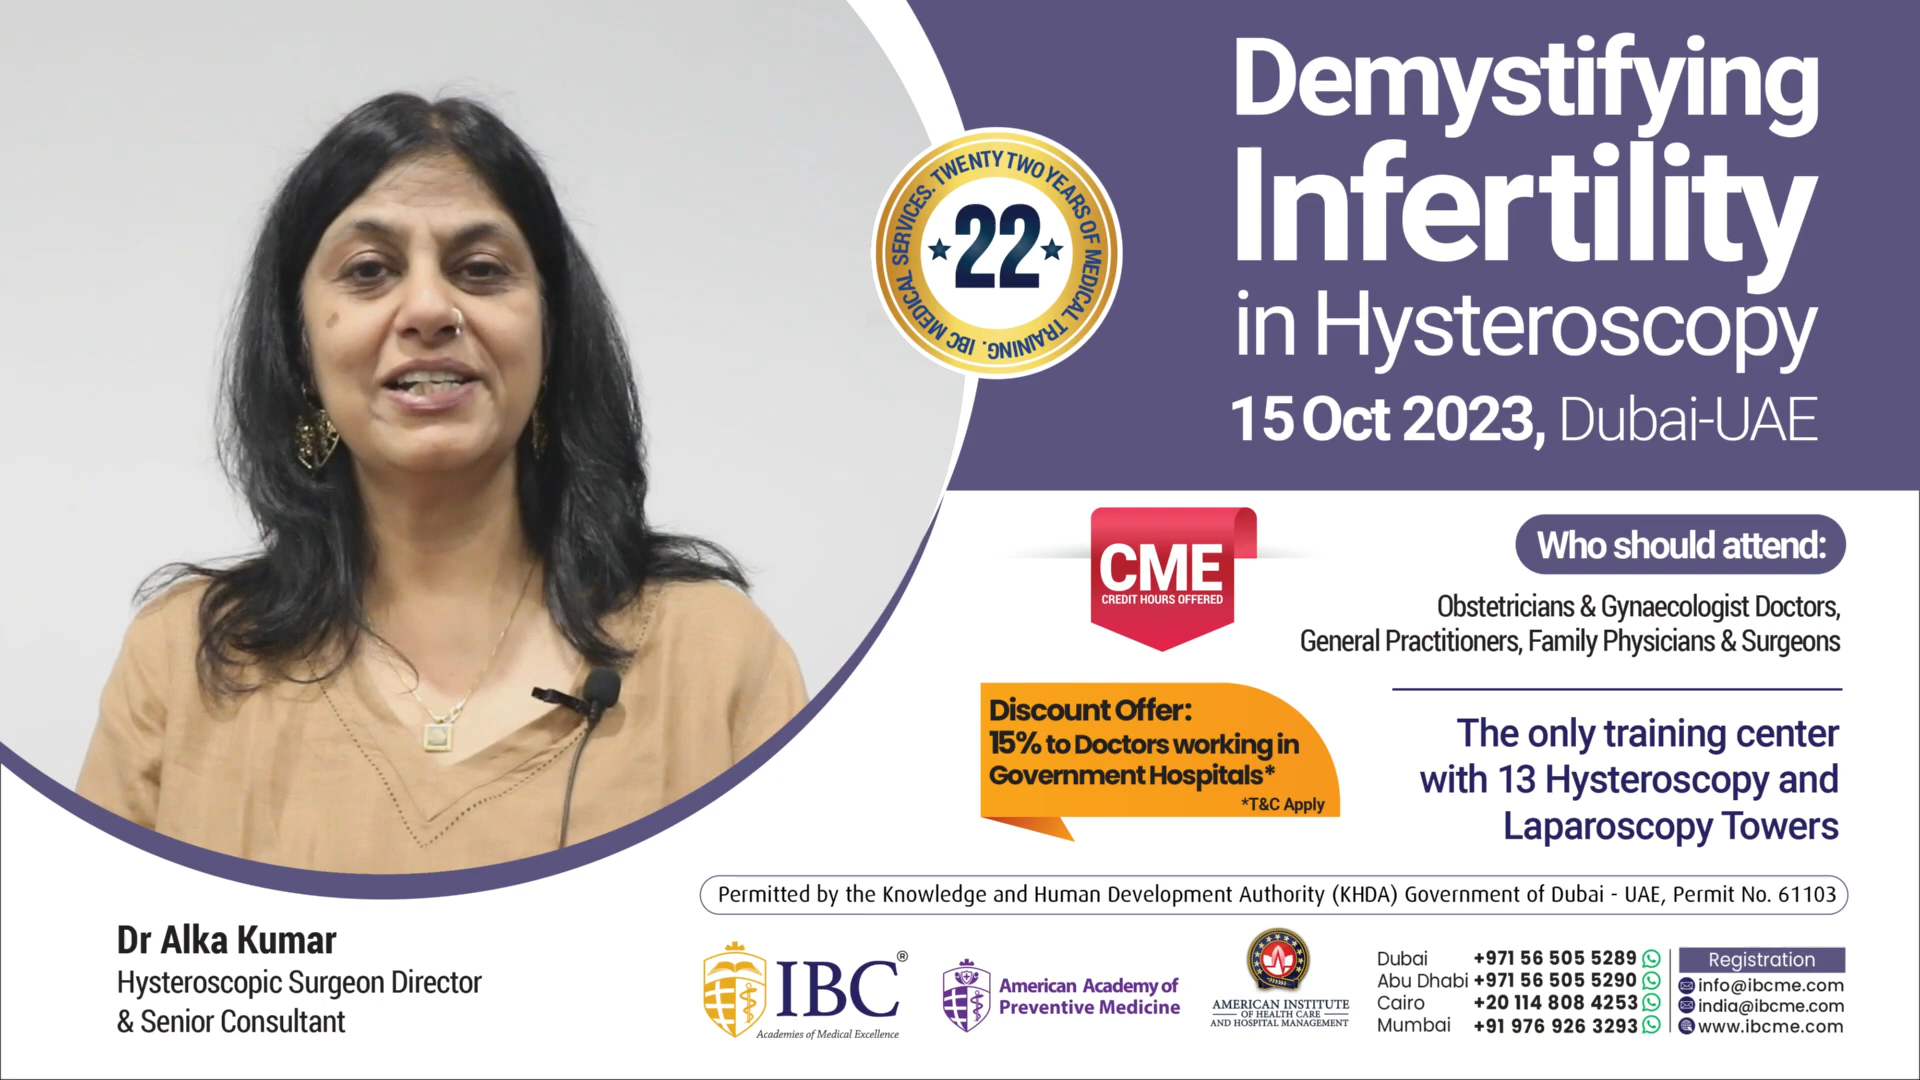 Demystifying
Infertility
in Hysteroscopy
15 Oct 2023, Dubai-UAE
IBC MEDICAL SERVICES. TWENTY TWO YEARS OF MEDICAL TRAINING.
22
CME
CREDIT HOURS OFFERED
Who should attend:
Obstetricians & Gynaecologist Doctors,
General Practitioners, Family Physicians & Surgeons
Discount Offer:
15% to Doctors working in
Government Hospitals*
*T&C Apply
The only training center
with 13 Hysteroscopy and
Laparoscopy Towers
Permitted by the Knowledge and Human Development Authority (KHDA) Government of Dubai - UAE, Permit No. 61103
Dr Alka Kumar
Hysteroscopic Surgeon Director
& Senior Consultant
IBC®
Academies of Medical Excellence
American Academy of
Preventive Medicine
AMERICAN INSTITUTE
OF HEALTH CARE
AND HOSPITAL MANAGEMENT
Dubai +971 56 505 5289
Abu Dhabi +971 56 505 5290
Cairo +20 114 808 4253
Mumbai +91 976 926 3293
Registration
info@ibcme.com
india@ibcme.com
www.ibcme.com